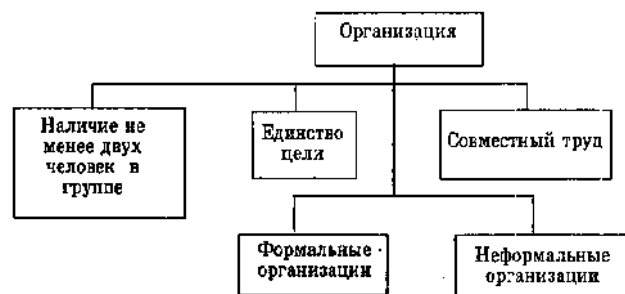 Организация
Наличие не
менее двух
человек в
группе
Единство
цели
Совместный труд
Формальные
организации
Неформальные
организации